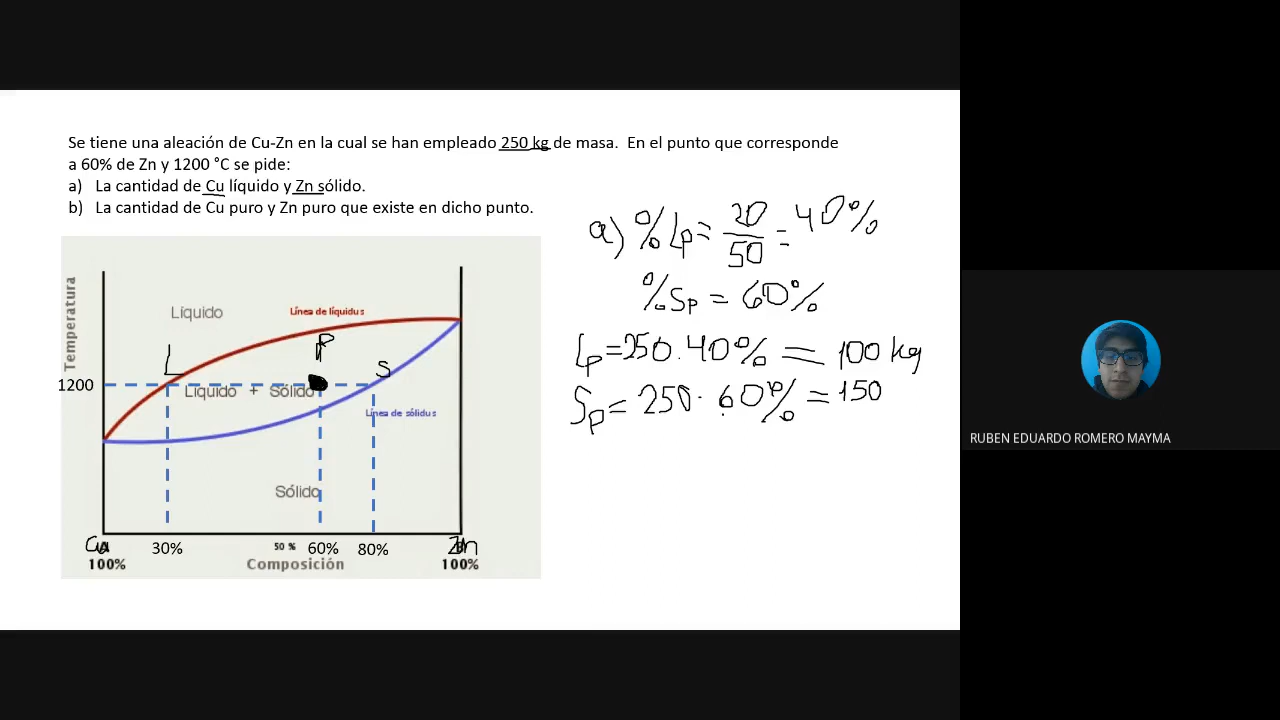 Se tiene una aleación de Cu-Zn en la cual se han empleado 250 kg de masa. En el punto que corresponde
a 60% de Zn y 1200 °C se pide:
a) La cantidad de Cu líquido y Zn sólido.
b) La cantidad de Cu puro y Zn puro que existe en dicho punto.
a) %Lp = 20/50 = 40%
%Sp = 60%
Lp = 250 . 40% = 100 kg
Sp = 250 . 60% = 150
Temperatura
Líquido
Línea de líquidus
P
L
S
1200
Líquido + Sólido
Línea de sólidus
Sólido
Cu
30%
50 %
60%
80%
Zn
100%
Composición
100%
RUBEN EDUARDO ROMERO MAYMA